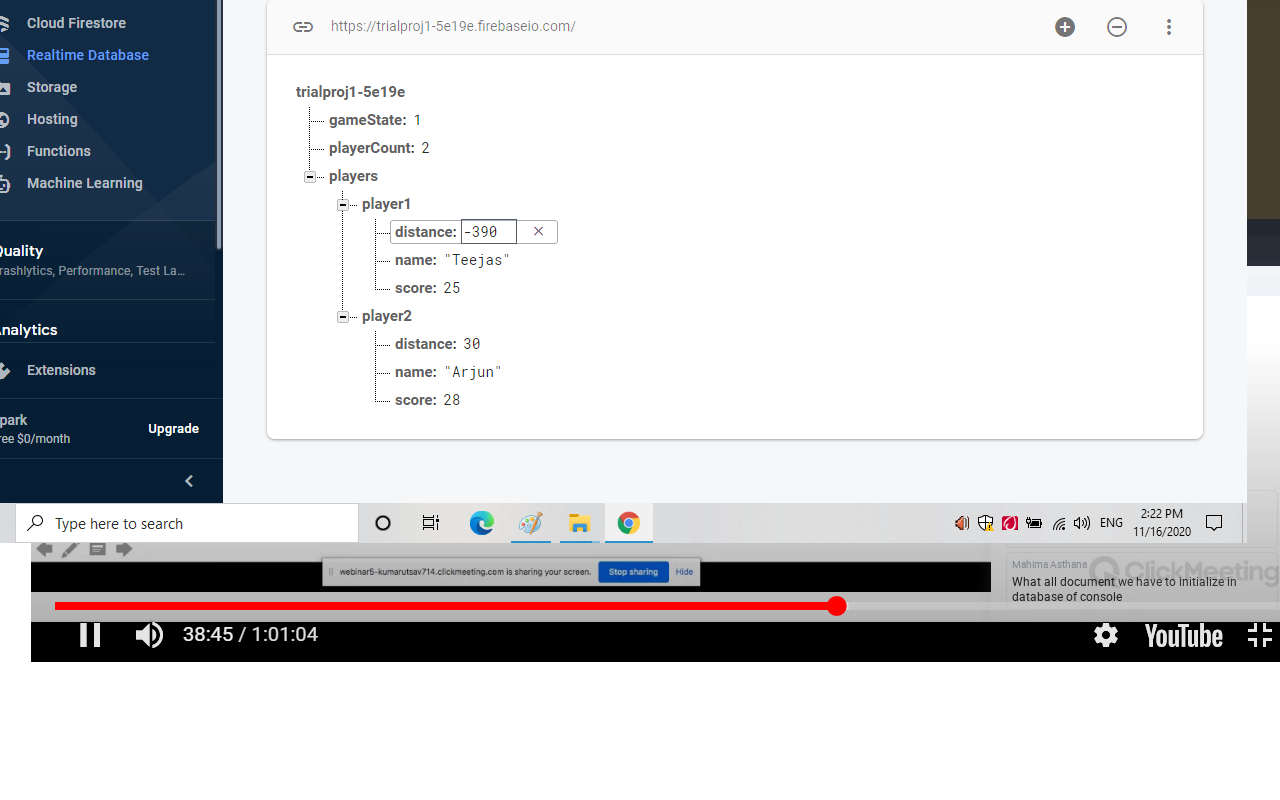 Cloud Firestore
Realtime Database
Storage
Hosting
Functions
Machine Learning
Quality
rashlytics, Performance, Test La...
nalytics
Extensions
park
ree $0/month
Upgrade
https://trialproj1-5e19e.firebaseio.com/
trialproj1-5e19e
gameState: 1
playerCount: 2
players
player1
distance: -390
name: "Teejas"
score: 25
player2
distance: 30
name: "Arjun"
score: 28
Type here to search
ENG
2:22 PM
11/16/2020
webinar5-kumarutsav714.clickmeeting.com is sharing your screen.
Stop sharing
Hide
Mahima Asthana
ClickMeeting
What all document we have to initialize in
database of console
38:45 / 1:01:04
YouTube